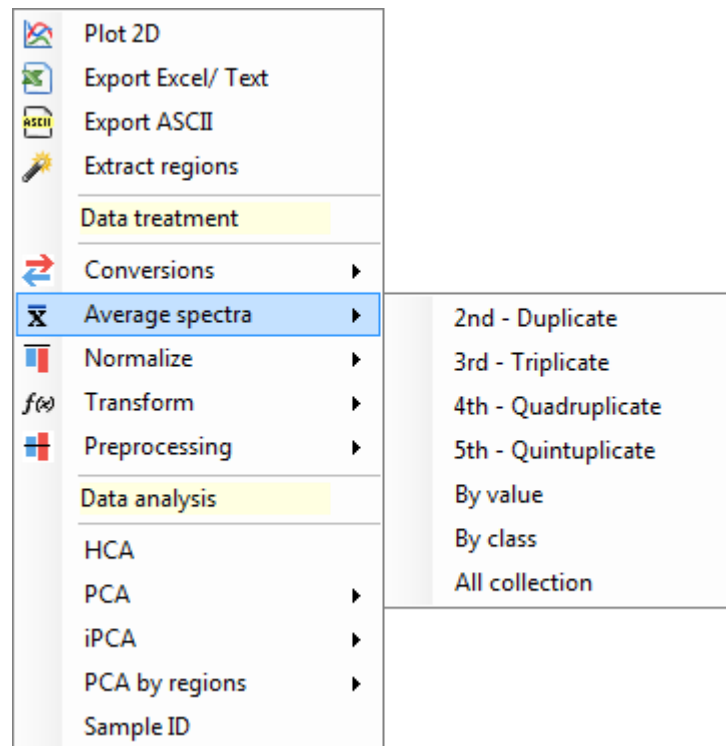 Plot 2D
Export Excel/ Text
ASCII
Export ASCII
Extract regions
Data treatment
Conversions
x̅
Average spectra
Normalize
f(x)
Transform
Preprocessing
Data analysis
HCA
PCA
iPCA
PCA by regions
Sample ID
2nd - Duplicate
3rd - Triplicate
4th - Quadruplicate
5th - Quintuplicate
By value
By class
All collection